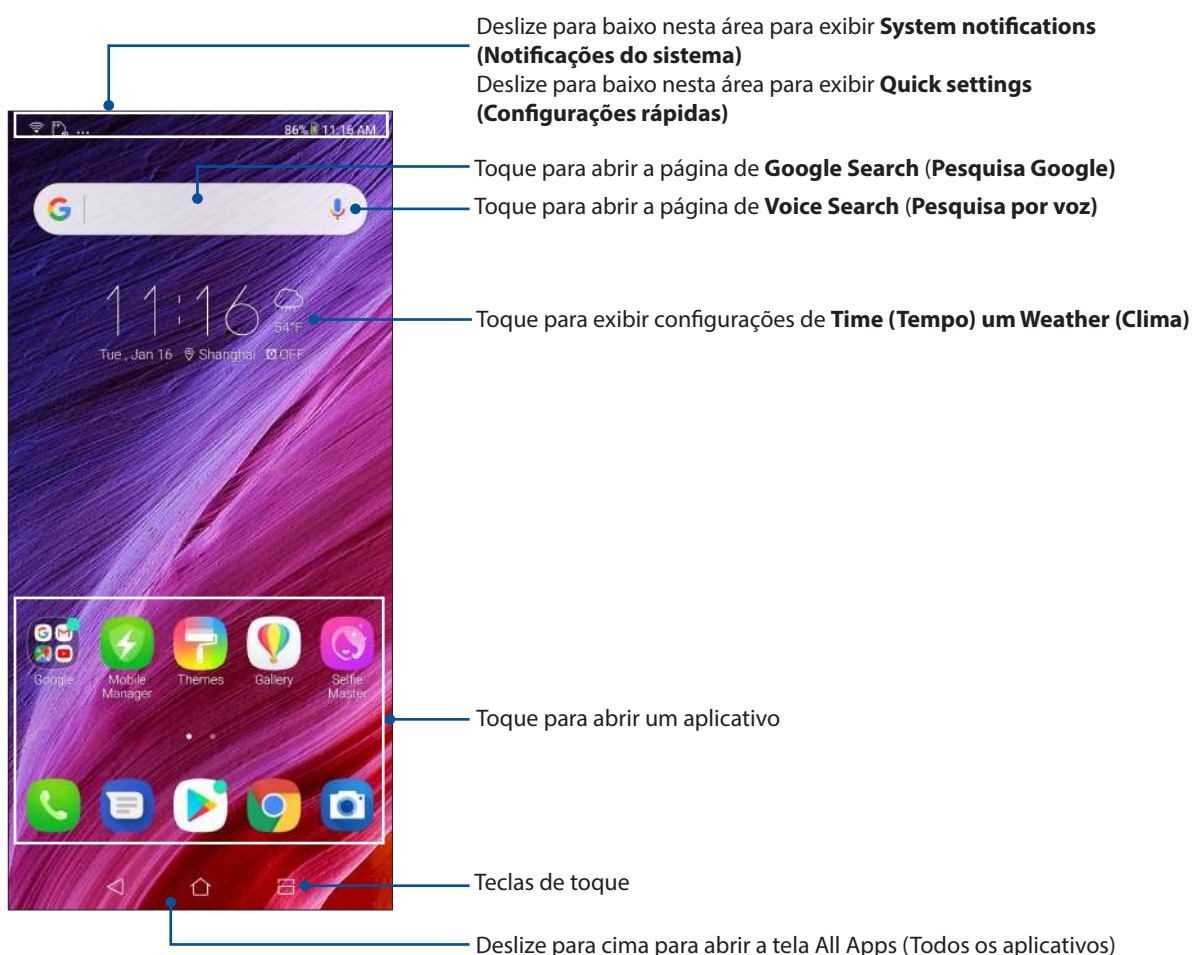 Deslize para baixo nesta área para exibir System notifications
(Notificações do sistema)
Deslize para baixo nesta área para exibir Quick settings
(Configurações rápidas)
... 86% 11:16 AM
Toque para abrir a página de Google Search (Pesquisa Google)
G
Toque para abrir a página de Voice Search (Pesquisa por voz)
11:16
54°F
Toque para exibir configurações de Time (Tempo) um Weather (Clima)
Tue, Jan 16 Shanghai OFF
Google
Mobile
Manager
Themes
Gallery
Selfie
Master
Toque para abrir um aplicativo
Teclas de toque
Deslize para cima para abrir a tela All Apps (Todos os aplicativos)